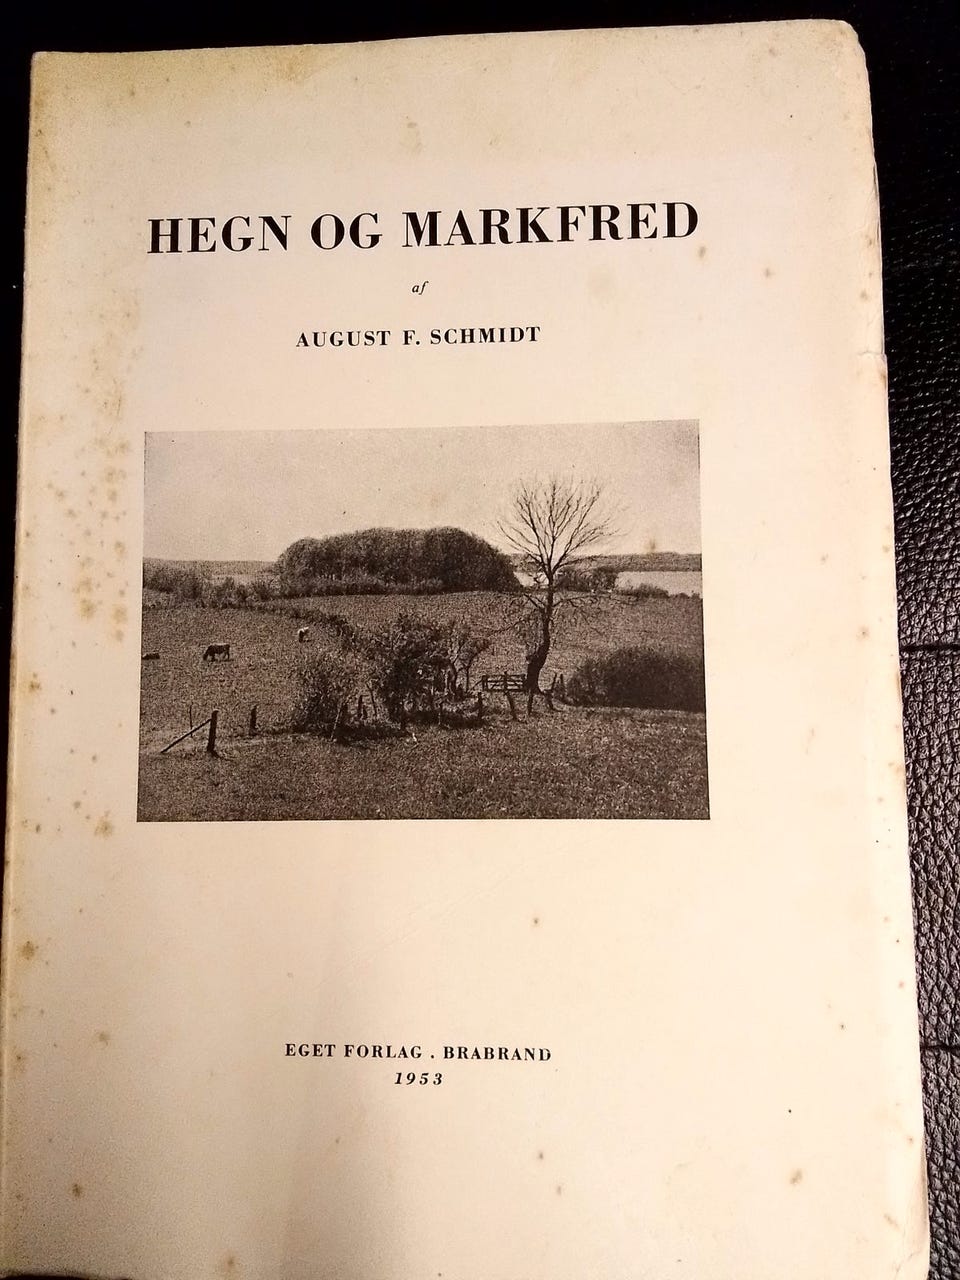 HEGN OG MARKFRED
af
AUGUST F. SCHMIDT
EGET FORLAG . BRABRAND
1953